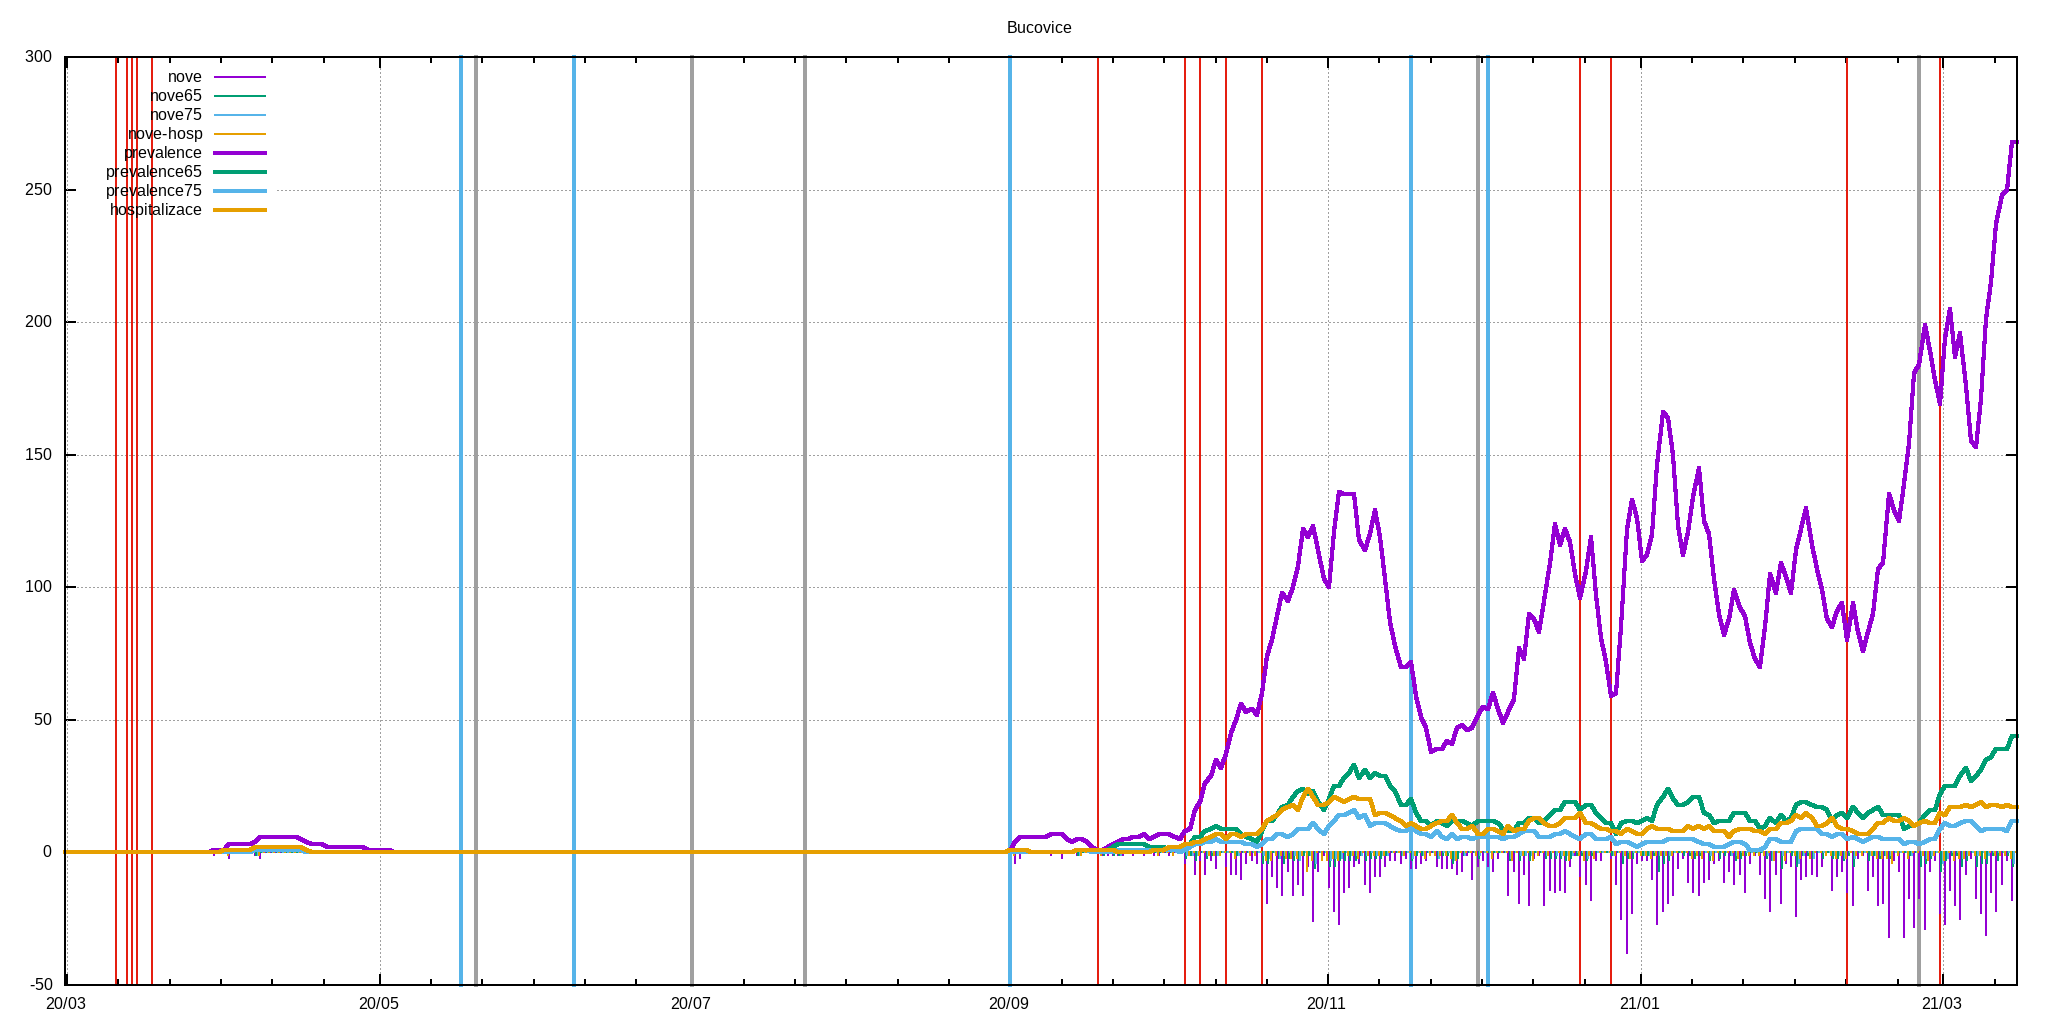 Bucovice
300
250
200
150
100
50
0
-50
nove
nove65
nove75
nove-hosp
prevalence
prevalence65
prevalence75
hospitalizace
20/03
20/05
20/07
20/09
20/11
21/01
21/03